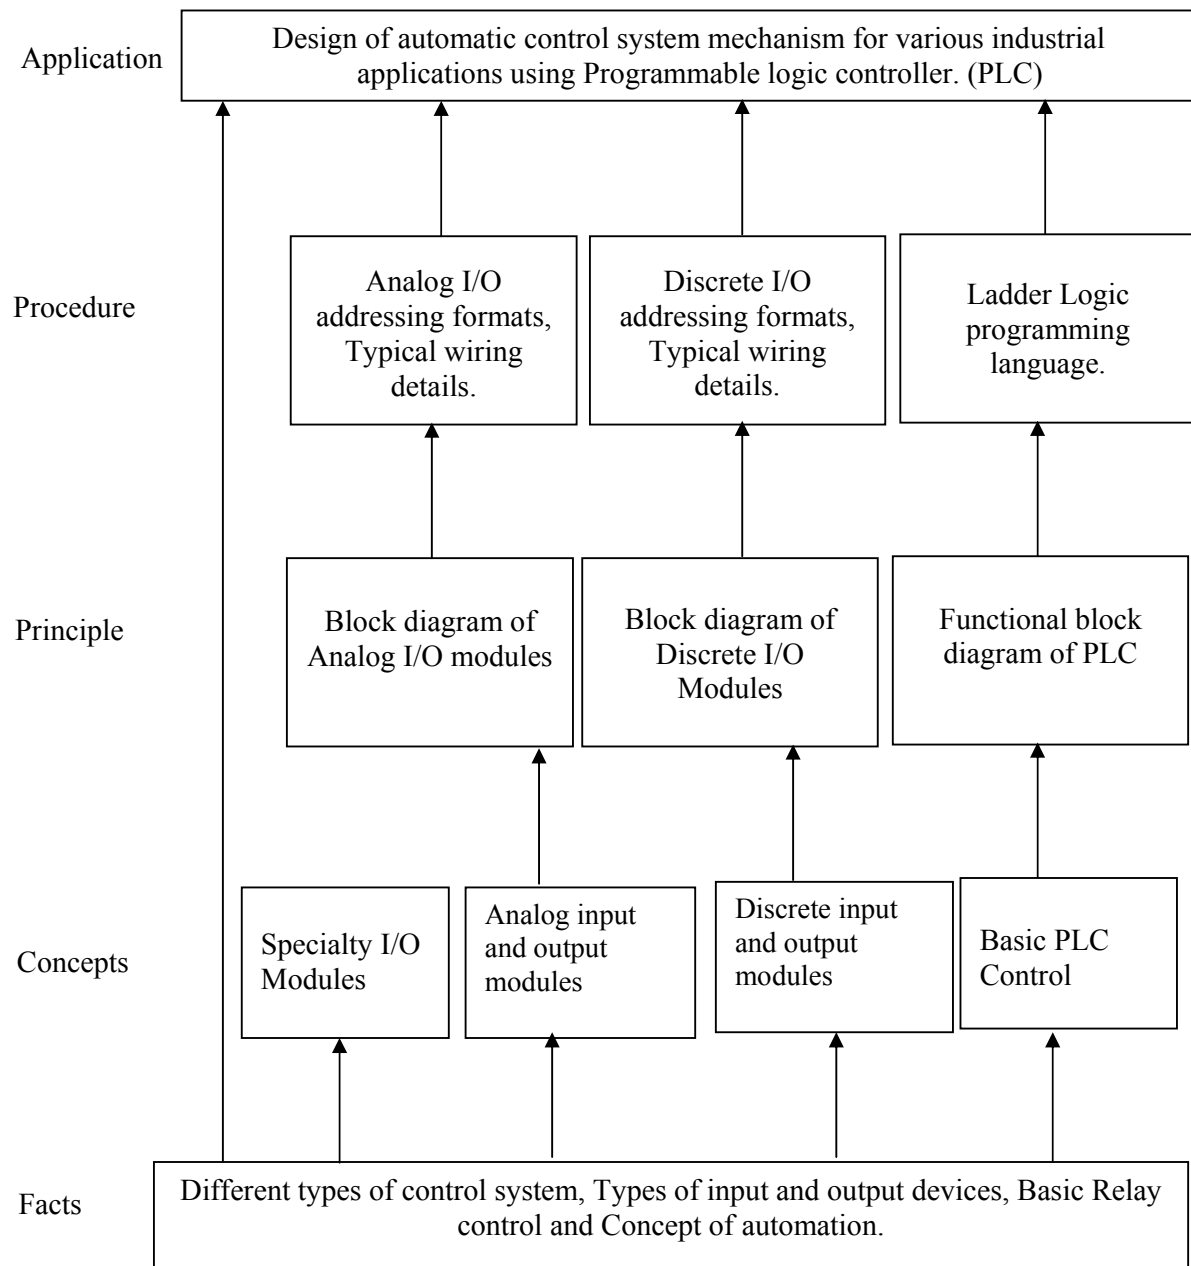 Application
Design of automatic control system mechanism for various industrial
applications using Programmable logic controller. (PLC)
Procedure
Analog I/O
addressing formats,
Typical wiring
details.
Discrete I/O
addressing formats,
Typical wiring
details.
Ladder Logic
programming
language.
Principle
Block diagram of
Analog I/O modules
Block diagram of
Discrete I/O
Modules
Functional block
diagram of PLC
Concepts
Specialty I/O
Modules
Analog input
and output
modules
Discrete input
and output
modules
Basic PLC
Control
Facts
Different types of control system, Types of input and output devices, Basic Relay
control and Concept of automation.